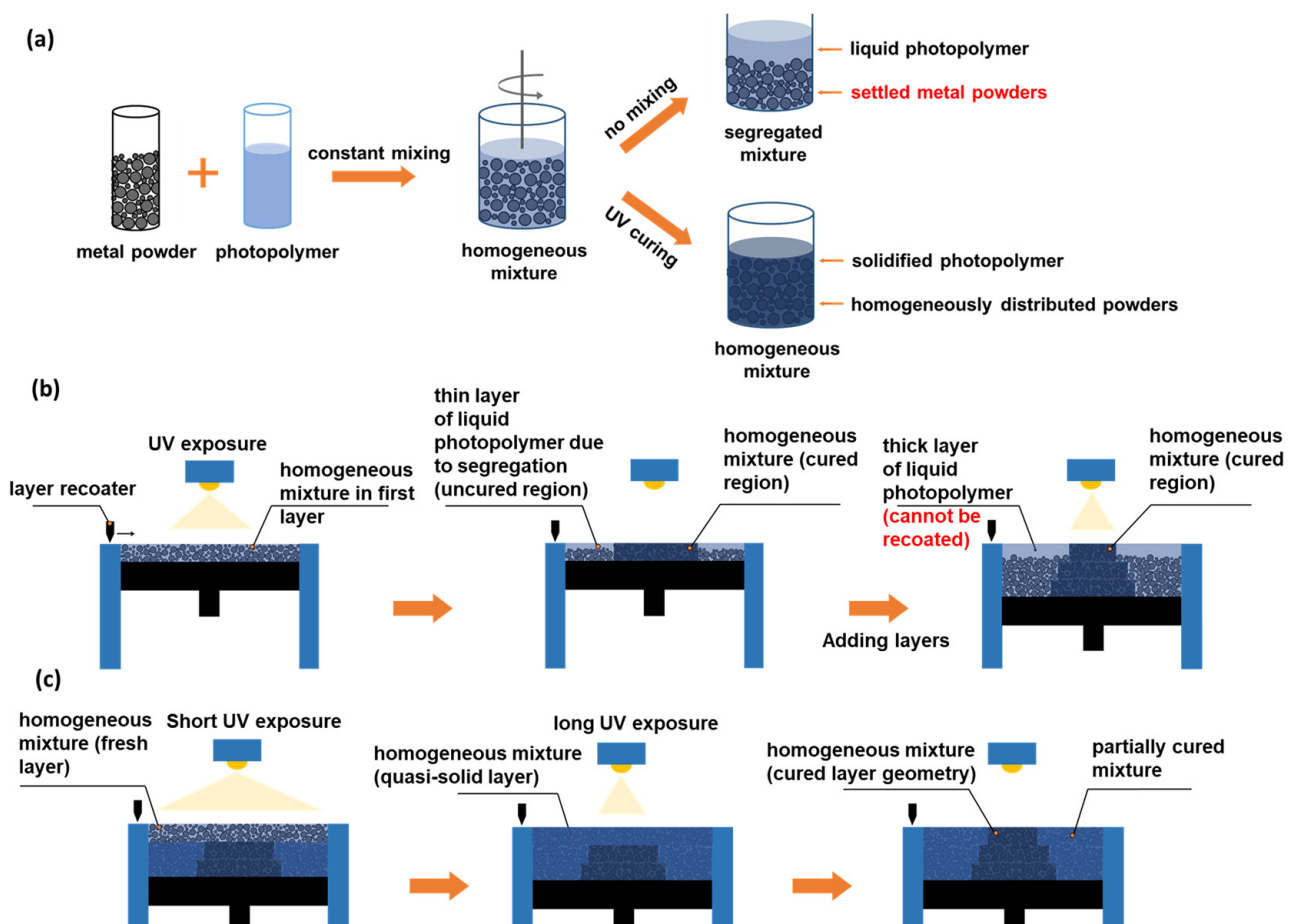 (a)
metal powder
+
photopolymer
constant mixing
homogeneous
mixture
no mixing
UV curing
liquid photopolymer
settled metal powders
segregated
mixture
solidified photopolymer
homogeneously distributed powders
homogeneous
mixture
(b)
layer recoater
UV exposure
homogeneous
mixture in first
layer
thin layer
of liquid
photopolymer due
to segregation
(uncured region)
homogeneous
mixture (cured
region)
Adding layers
thick layer
of liquid
photopolymer
(cannot be
recoated)
homogeneous
mixture (cured
region)
(c)
homogeneous
mixture (fresh
layer)
Short UV exposure
long UV exposure
homogeneous mixture
(quasi-solid layer)
homogeneous mixture
(cured layer geometry)
partially cured
mixture